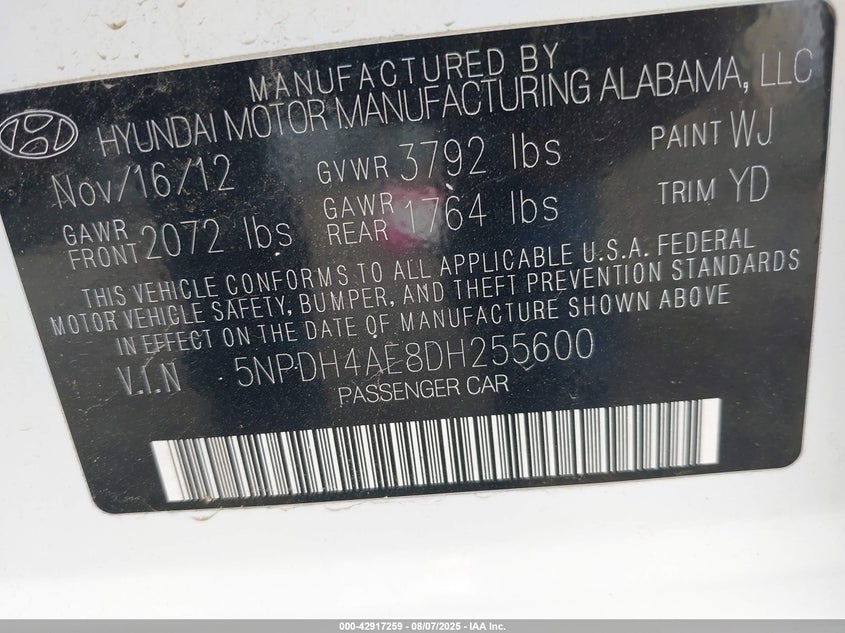 MANUFACTURED BY
HYUNDAI MOTOR MANUFACTURING ALABAMA, LLC
Nov/16/12 GVWR 3792 lbs PAINT WJ
GAWR FRONT 2072 lbs GAWR REAR 1764 lbs TRIM YD
THIS VEHICLE CONFORMS TO ALL APPLICABLE U.S.A. FEDERAL
MOTOR VEHICLE SAFETY, BUMPER, AND THEFT PREVENTION STANDARDS
IN EFFECT ON THE DATE OF MANUFACTURE SHOWN ABOVE
V.I.N 5NPDH4AE8DH255600
PASSENGER CAR
000-42917259 - 08/07/2025 - IAA Inc.